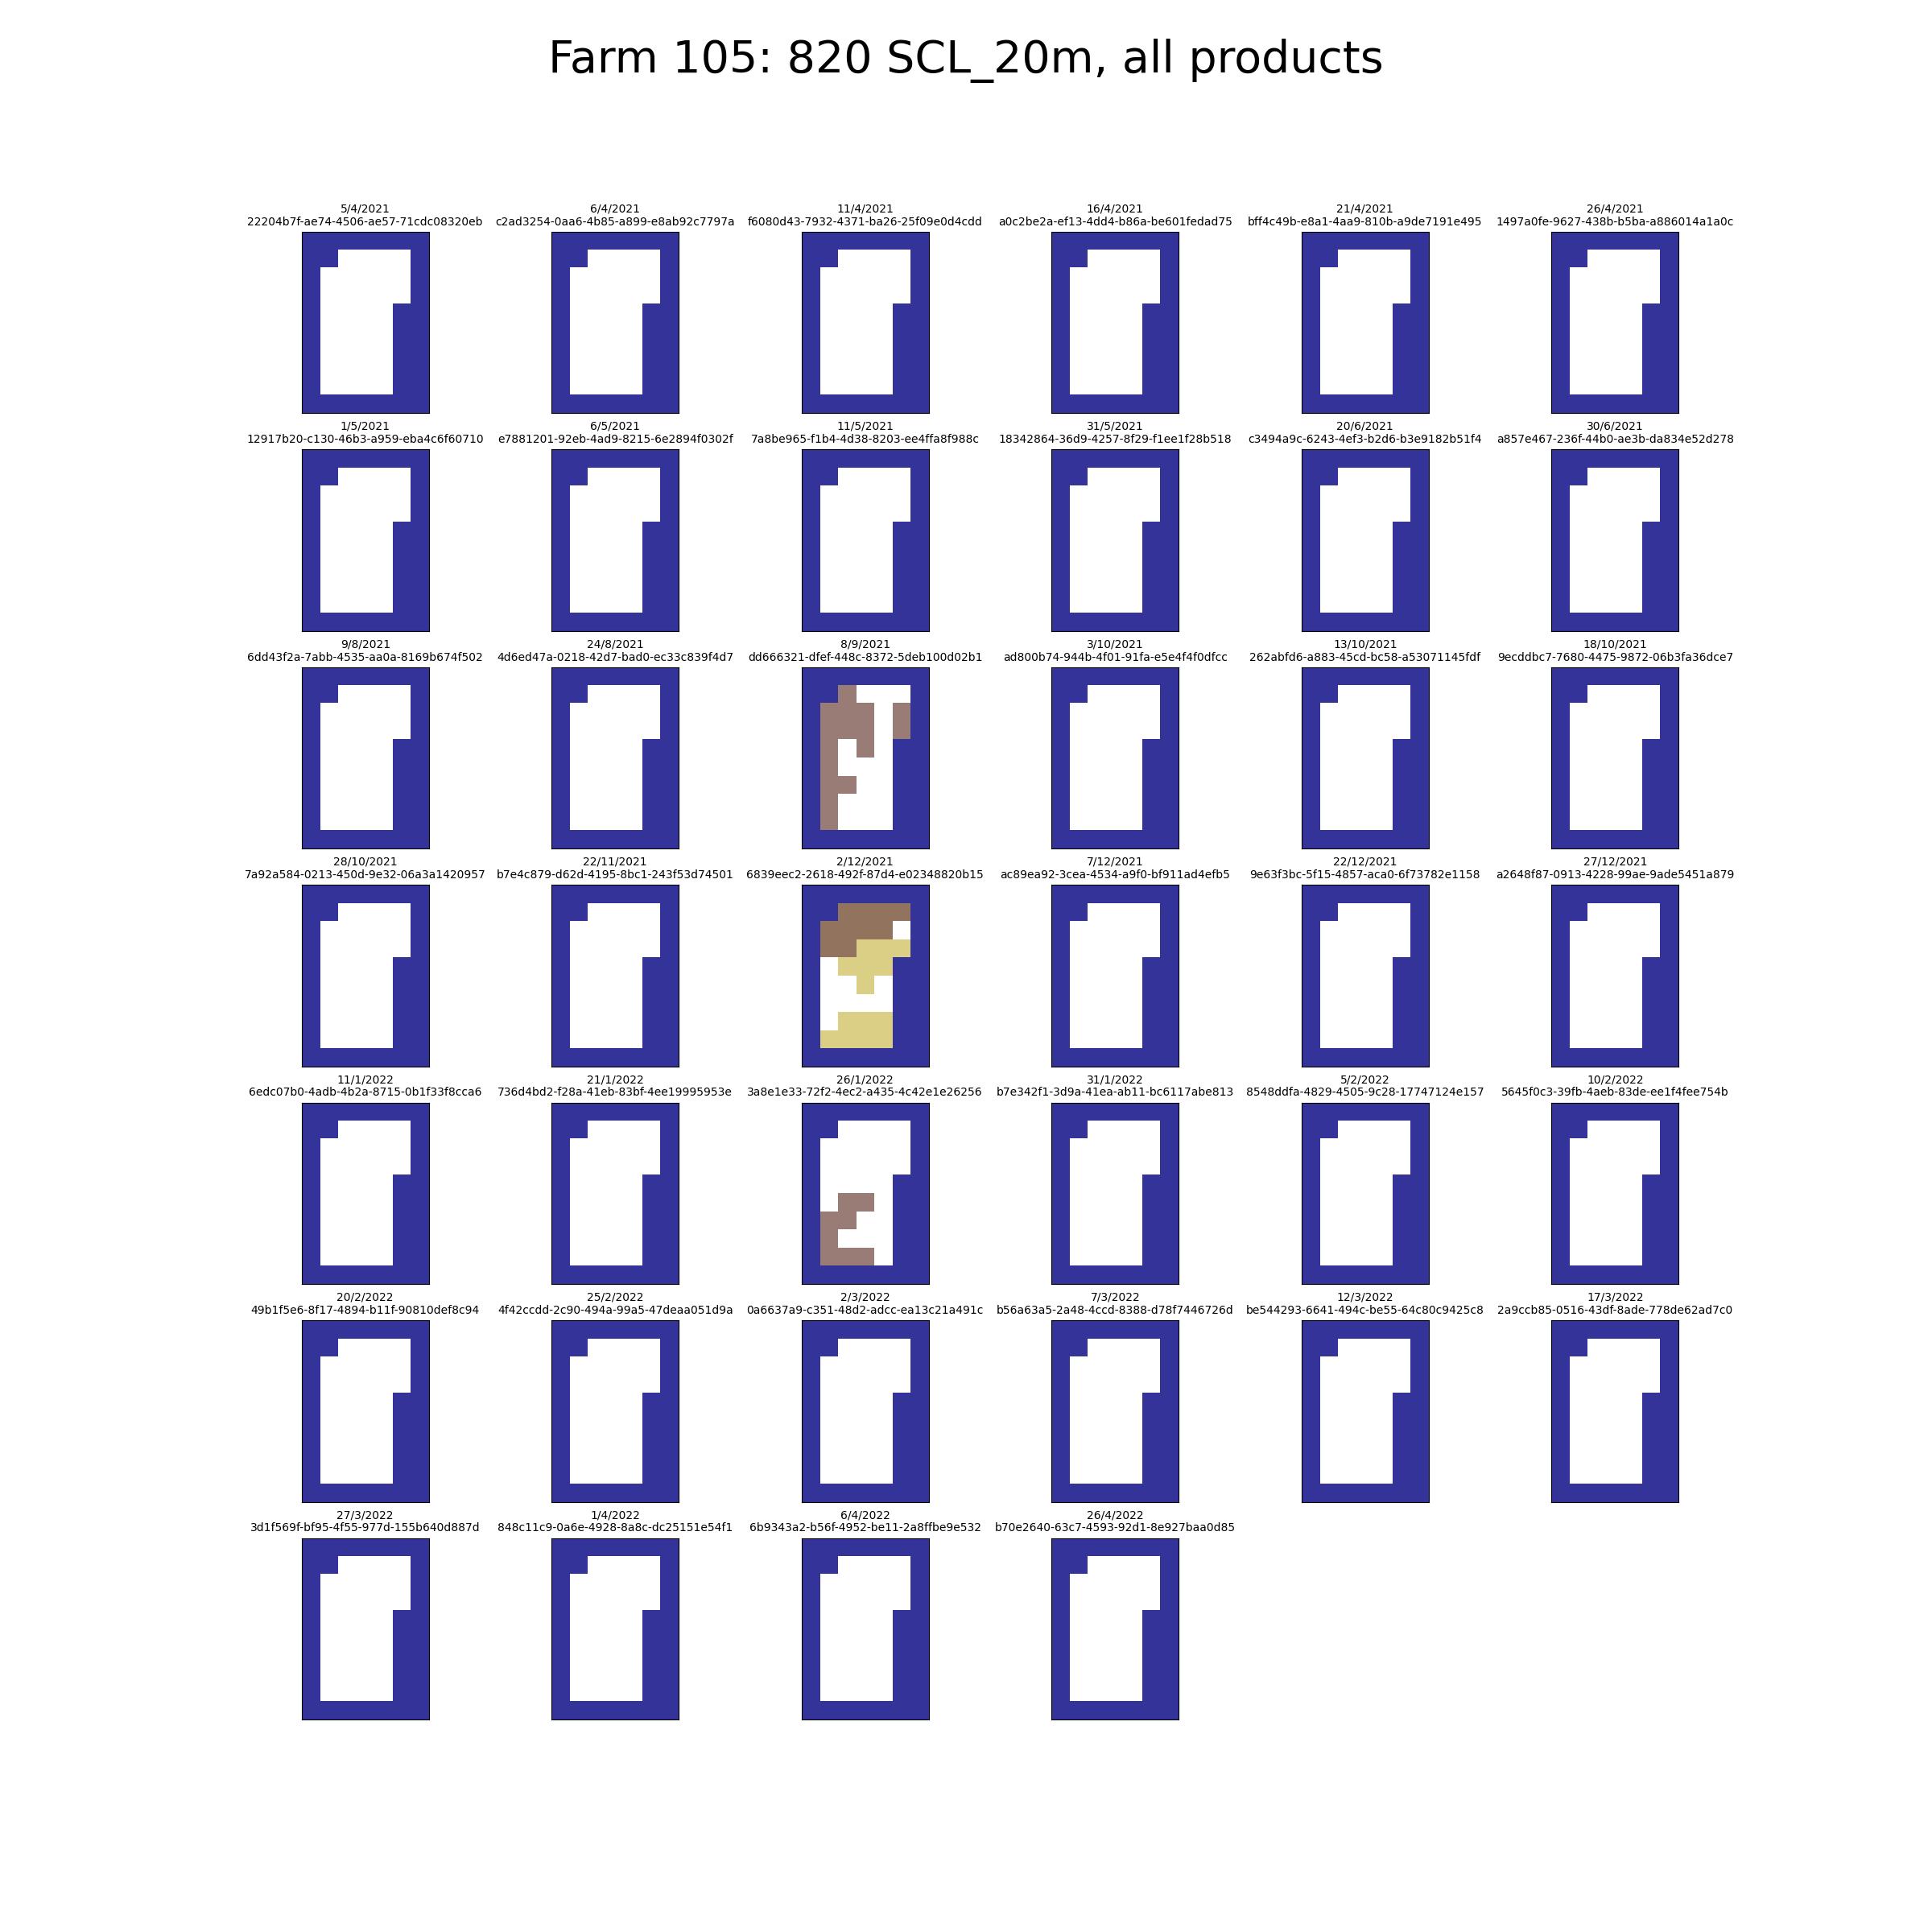 Farm 105: 820 SCL_20m, all products
5/4/2021
22204b7f-ae74-4506-ae57-71cdc08320eb
6/4/2021
c2ad3254-0aa6-4b85-a899-e8ab92c7797a
11/4/2021
f6080d43-7932-4371-ba26-25f09e0d4cdd
16/4/2021
a0c2be2a-ef13-4dd4-b86a-be601fedad75
21/4/2021
bff4c49b-e8a1-4aa9-810b-a9de7191e495
26/4/2021
1497a0fe-9627-438b-b5ba-a886014a1a0c
1/5/2021
12917b20-c130-46b3-a959-eba4c6f60710
6/5/2021
e7881201-92eb-4ad9-8215-6e2894f0302f
11/5/2021
7a8be965-f1b4-4d38-8203-ee4ffa8f988c
31/5/2021
18342864-36d9-4257-8f29-f1ee1f28b518
20/6/2021
c3494a9c-6243-4ef3-b2d6-b3e9182b51f4
30/6/2021
a857e467-236f-44b0-ae3b-da834e52d278
9/8/2021
6dd43f2a-7abb-4535-aa0a-8169b674f502
24/8/2021
4d6ed47a-0218-42d7-bad0-ec33c839f4d7
8/9/2021
dd666321-dfef-448c-8372-5deb100d02b1
3/10/2021
ad800b74-944b-4f01-91fa-e5e4f4f0dfcc
13/10/2021
262abfd6-a883-45cd-bc58-a53071145fdf
18/10/2021
9ecddbc7-7680-4475-9872-06b3fa36dce7
28/10/2021
7a92a584-0213-450d-9e32-06a3a1420957
22/11/2021
b7e4c879-d62d-4195-8bc1-243f53d74501
2/12/2021
6839eec2-2618-492f-87d4-e02348820b15
7/12/2021
ac89ea92-3cea-4534-a9f0-bf911ad4efb5
22/12/2021
9e63f3bc-5f15-4857-aca0-6f73782e1158
27/12/2021
a2648f87-0913-4228-99ae-9ade5451a879
11/1/2022
6edc07b0-4adb-4b2a-8715-0b1f33f8cca6
21/1/2022
736d4bd2-f28a-41eb-83bf-4ee19995953e
26/1/2022
3a8e1e33-72f2-4ec2-a435-4c42e1e26256
31/1/2022
b7e342f1-3d9a-41ea-ab11-bc6117abe813
5/2/2022
8548ddfa-4829-4505-9c28-17747124e157
10/2/2022
5645f0c3-39fb-4aeb-83de-ee1f4fee754b
20/2/2022
49b1f5e6-8f17-4894-b11f-90810def8c94
25/2/2022
4f42ccdd-2c90-494a-99a5-47deaa051d9a
2/3/2022
0a6637a9-c351-48d2-adcc-ea13c21a491c
7/3/2022
b56a63a5-2a48-4ccd-8388-d78f7446726d
12/3/2022
be544293-6641-494c-be55-64c80c9425c8
17/3/2022
2a9ccb85-0516-43df-8ade-778de62ad7c0
27/3/2022
3d1f569f-bf95-4f55-977d-155b640d887d
1/4/2022
848c11c9-0a6e-4928-8a8c-dc25151e54f1
6/4/2022
6b9343a2-b56f-4952-be11-2a8ffbe9e532
26/4/2022
b70e2640-63c7-4593-92d1-8e927baa0d85